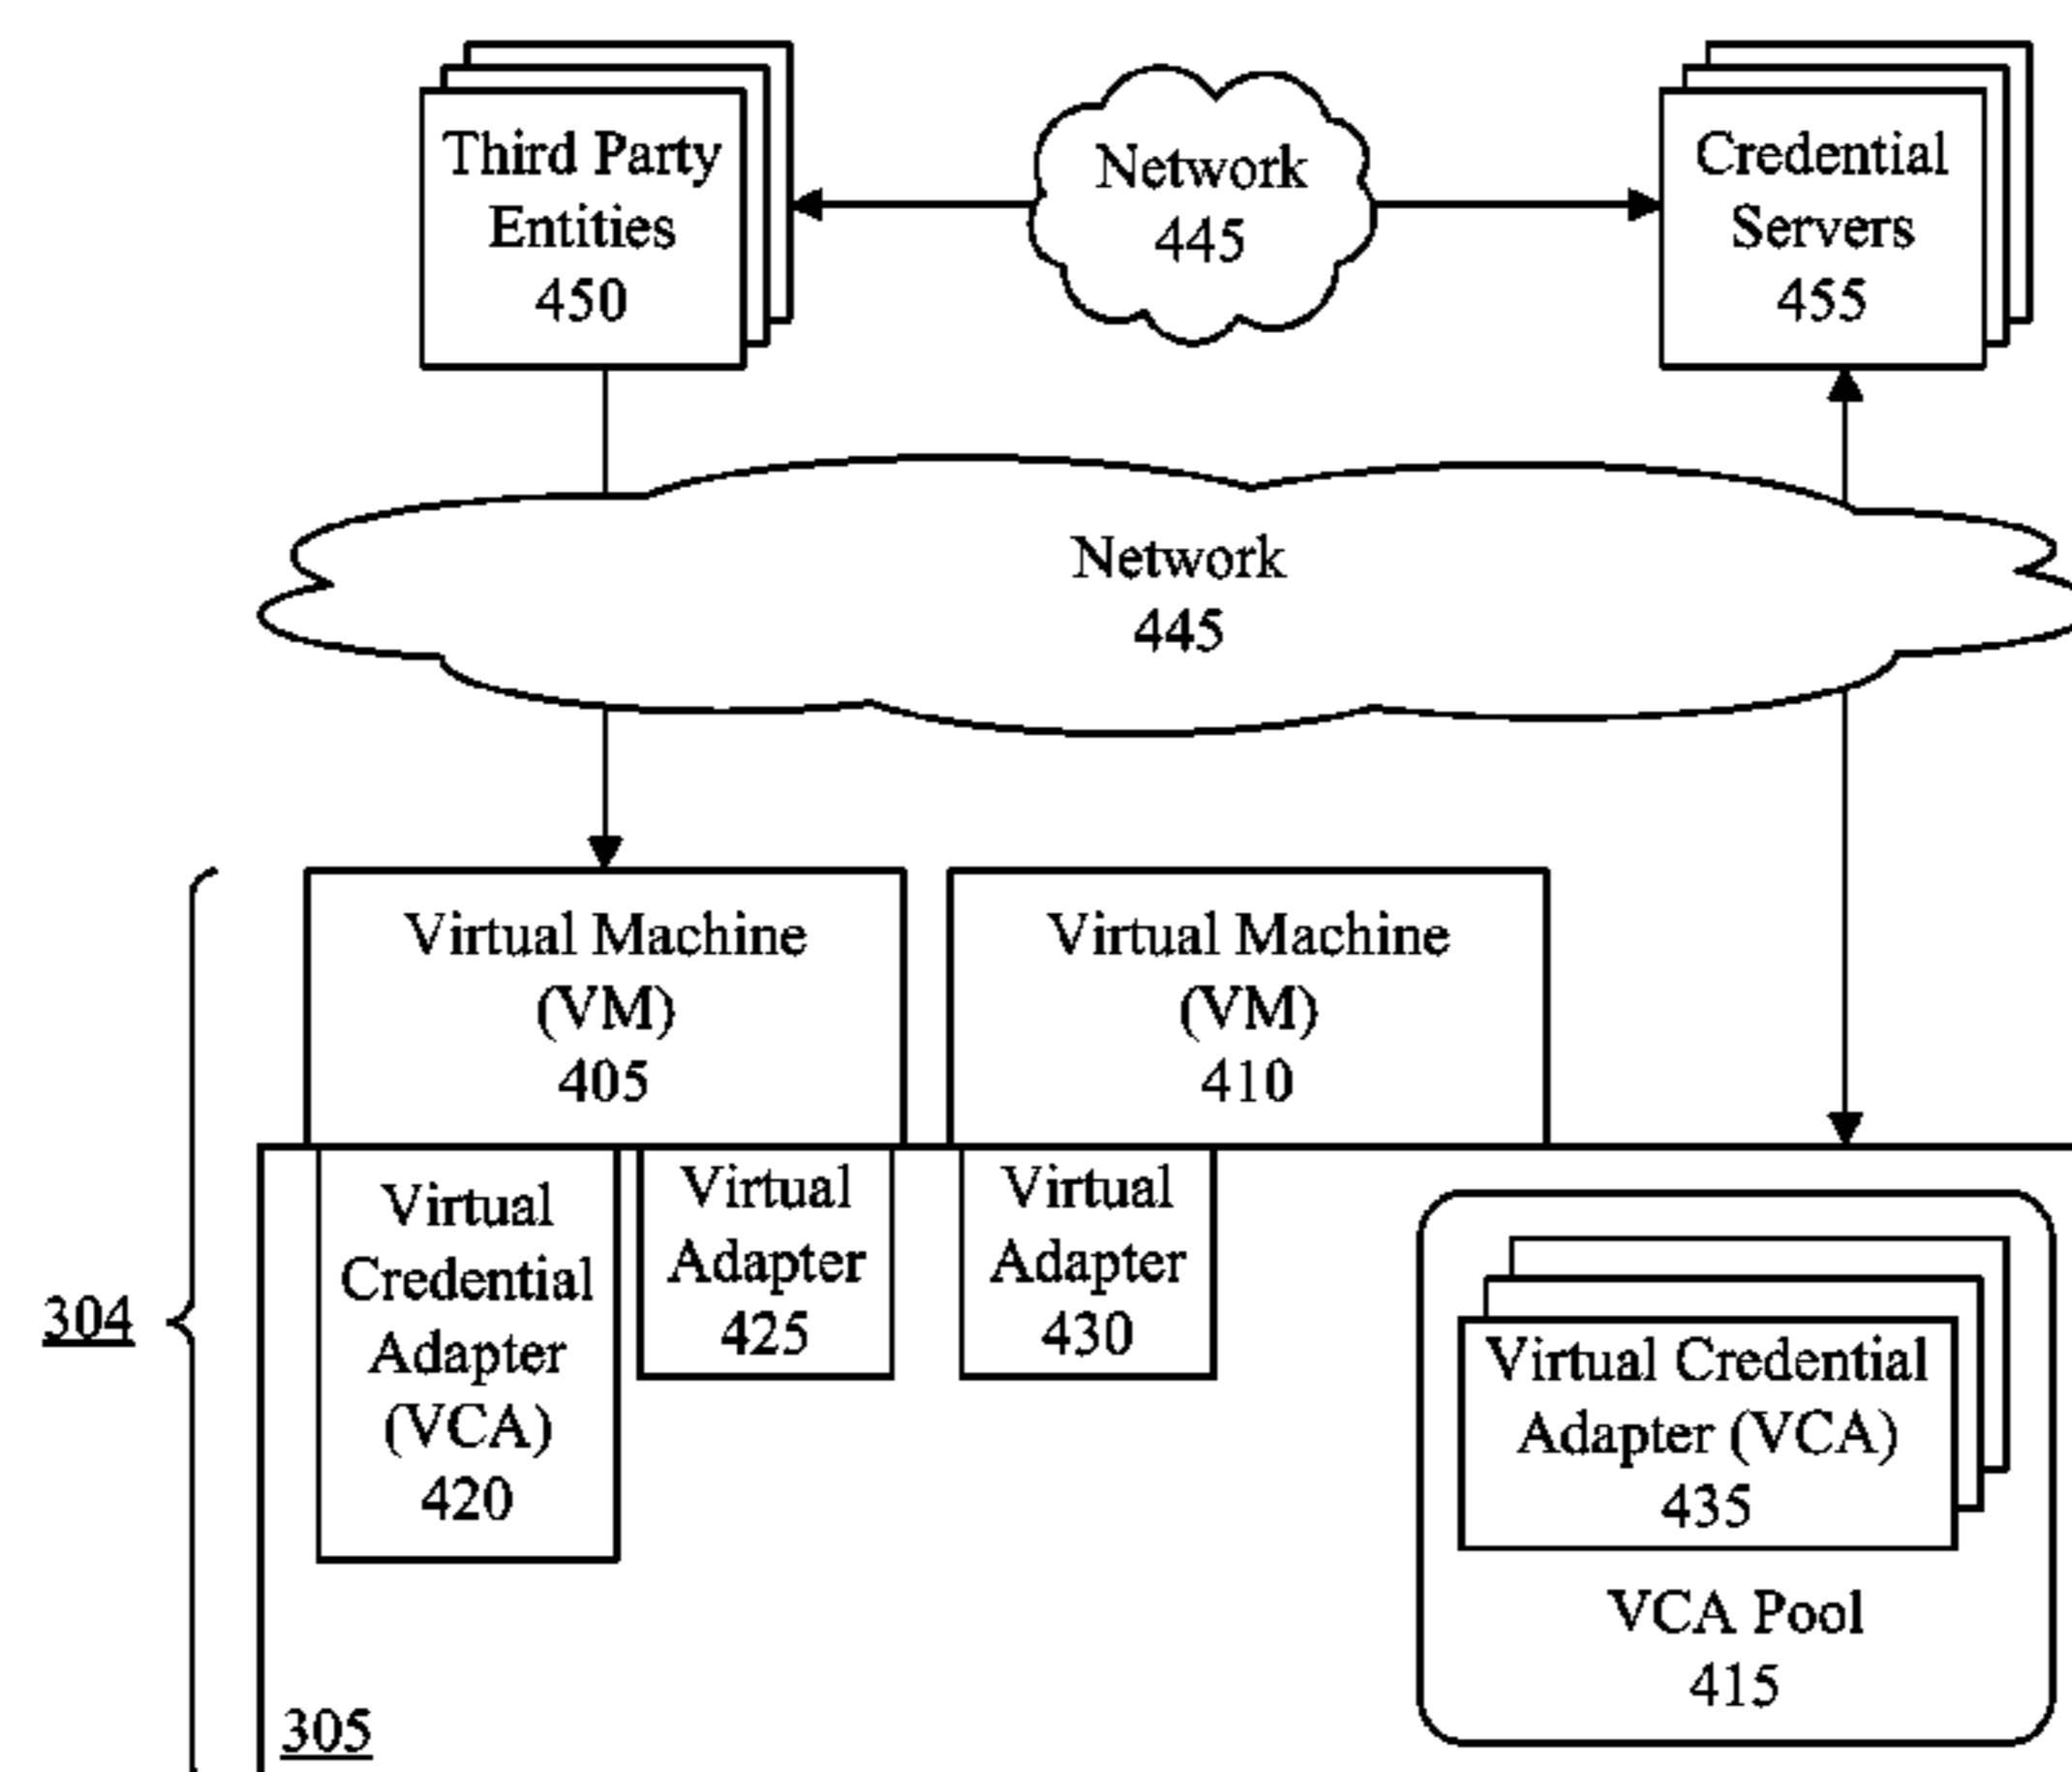 Third Party
Entities
450
Network
445
Credential
Servers
455
Network
445
Virtual Machine
(VM)
405
Virtual Machine
(VM)
410
304
Virtual
Credential
Adapter
(VCA)
420
Virtual
Adapter
425
Virtual
Adapter
430
Virtual Credential
Adapter (VCA)
435
VCA Pool
415
305